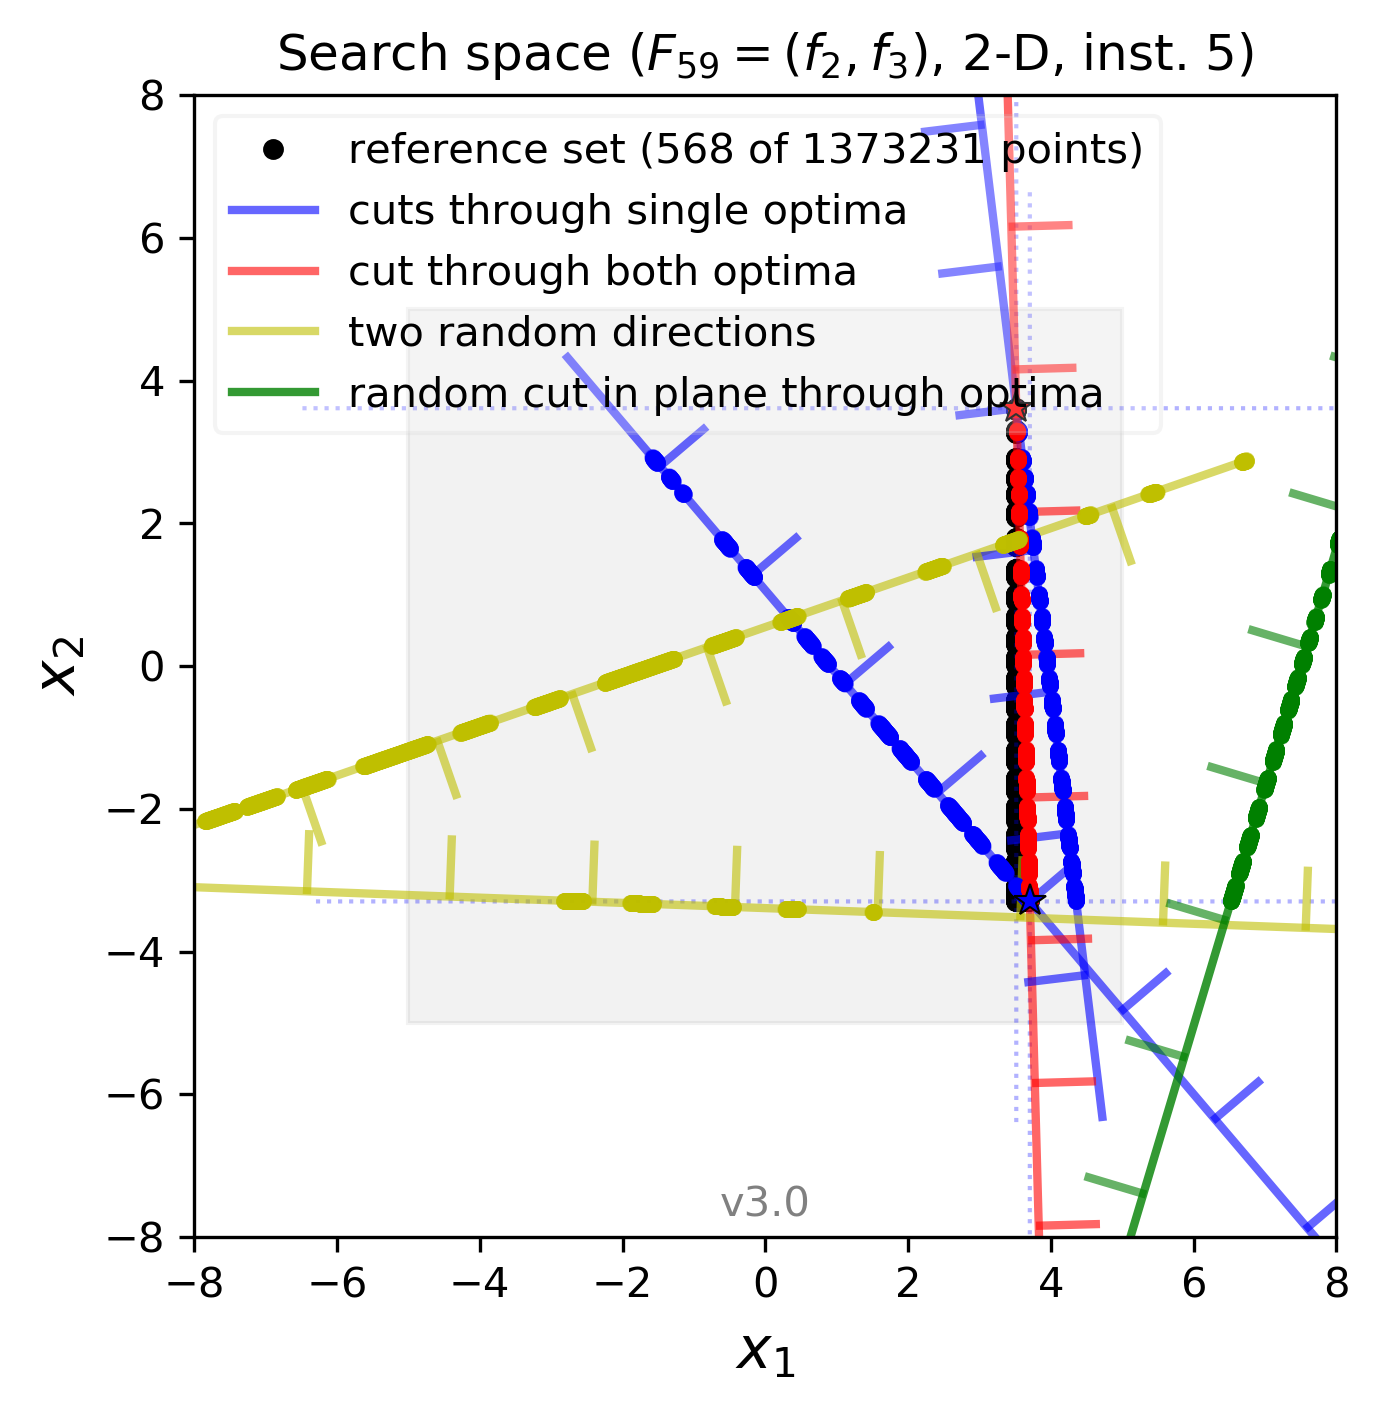 Search space (F₅₉ = (f₂, f₃), 2-D, inst. 5)
reference set (568 of 1373231 points)
cuts through single optima
cut through both optima
two random directions
random cut in plane through optima
8
6
4
2
0
−2
−4
−6
−8
x₂
v3.0
−8 −6 −4 −2 0 2 4 6 8
x₁